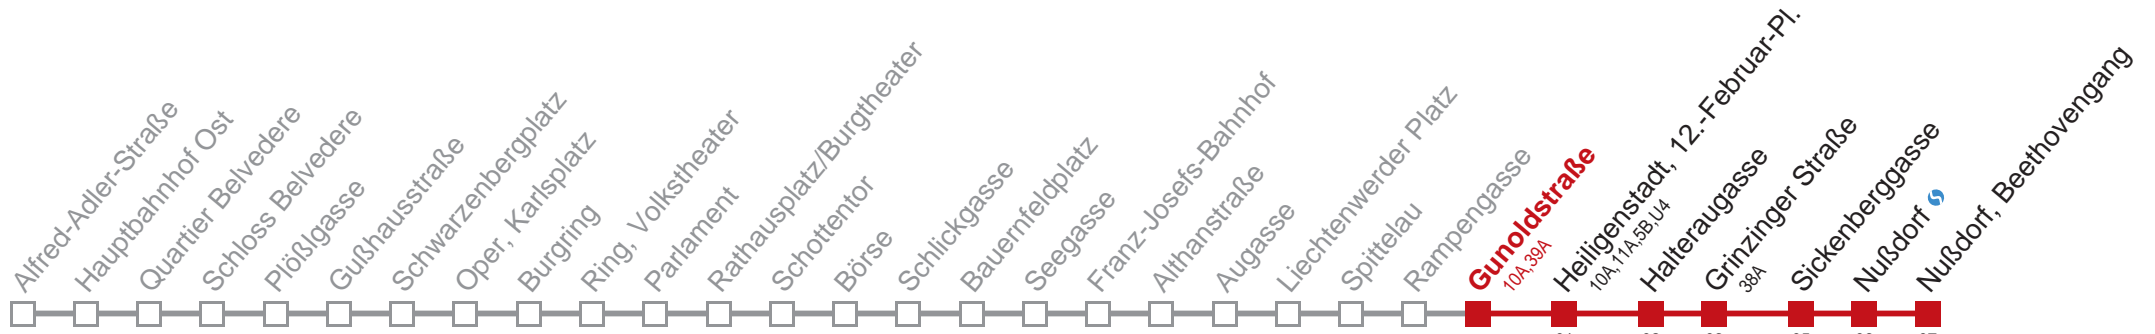 Alfred-Adler-Straße
Hauptbahnhof Ost
Quartier Belvedere
Schloss Belvedere
Plößlgasse
Gußhausstraße
Schwarzenbergplatz
Oper, Karlsplatz
Burgring
Ring, Volkstheater
Parlament
Rathausplatz/Burgtheater
Schottentor
Börse
Schlickgasse
Bauernfeldplatz
Seegasse
Franz-Josefs-Bahnhof
Althanstraße
Augasse
Liechtenwerder Platz
Spittelau
Rampengasse
Gunoldstraße
10A,39A
Heiligenstadt, 12.-Februar-Pl.
10A,11A,5B,U4
Halteraugasse
Grinzinger Straße
38A
Sickenberggasse
Nußdorf
Nußdorf, Beethovengang